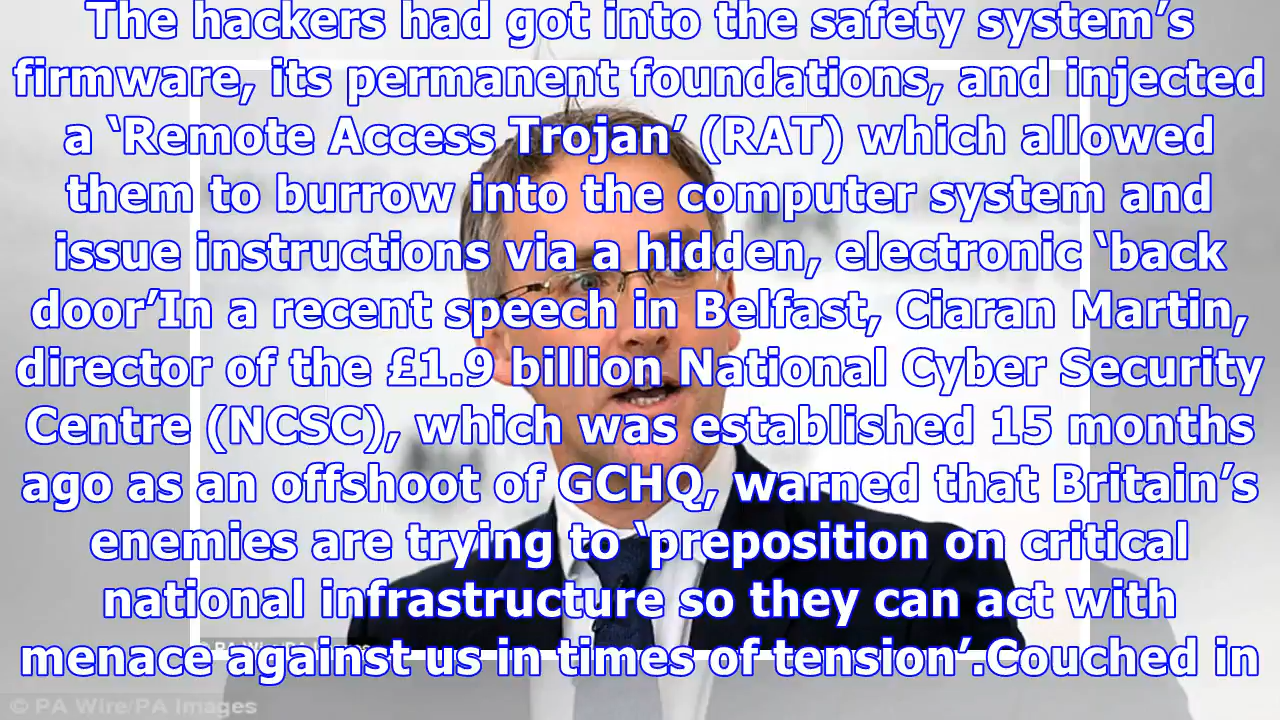 The hackers had got into the safety system’s
firmware, its permanent foundations, and injected
a ‘Remote Access Trojan’ (RAT) which allowed
them to burrow into the computer system and
issue instructions via a hidden, electronic ‘back
door’In a recent speech in Belfast, Ciaran Martin,
director of the £1.9 billion National Cyber Security
Centre (NCSC), which was established 15 months
ago as an offshoot of GCHQ, warned that Britain’s
enemies are trying to ‘preposition on critical
national infrastructure so they can act with
menace against us in times of tension’.Couched in
© PA Wire/PA Images